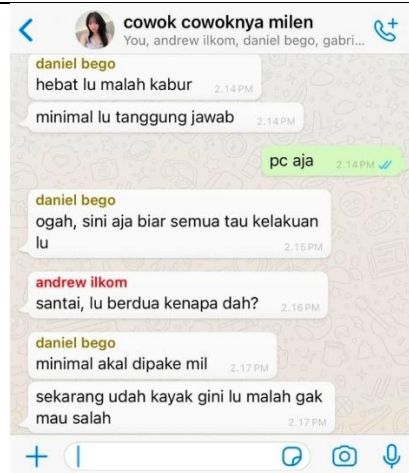 cowok cowoknya milen
You, andrew ilkom, daniel bego, gabri...
daniel bego
hebat lu malah kabur 2.14 PM
minimal lu tanggung jawab 2.14 PM
pc aja 2.14 PM
daniel bego
ogah, sini aja biar semua tau kelakuan
lu 2.15 PM
andrew ilkom
santai, lu berdua kenapa dah? 2.16 PM
daniel bego
minimal akal dipake mil 2.17 PM
sekarang udah kayak gini lu malah gak
mau salah 2.17 PM